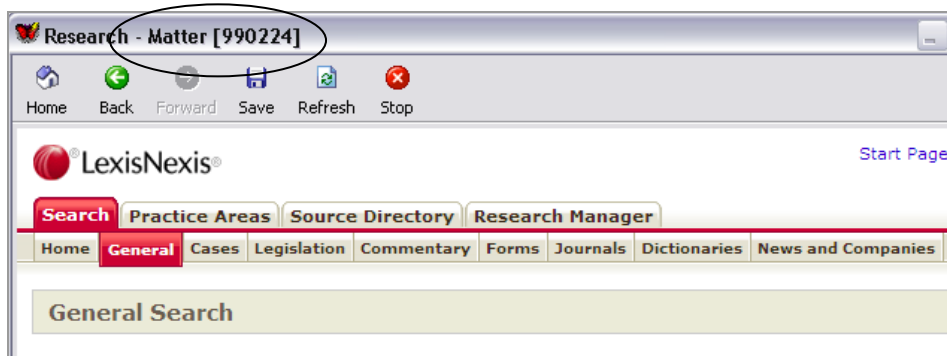 Research - Matter [990224]
Home Back Forward Save Refresh Stop
LexisNexis®
Start Page
Search Practice Areas Source Directory Research Manager
Home General Cases Legislation Commentary Forms Journals Dictionaries News and Companies
General Search